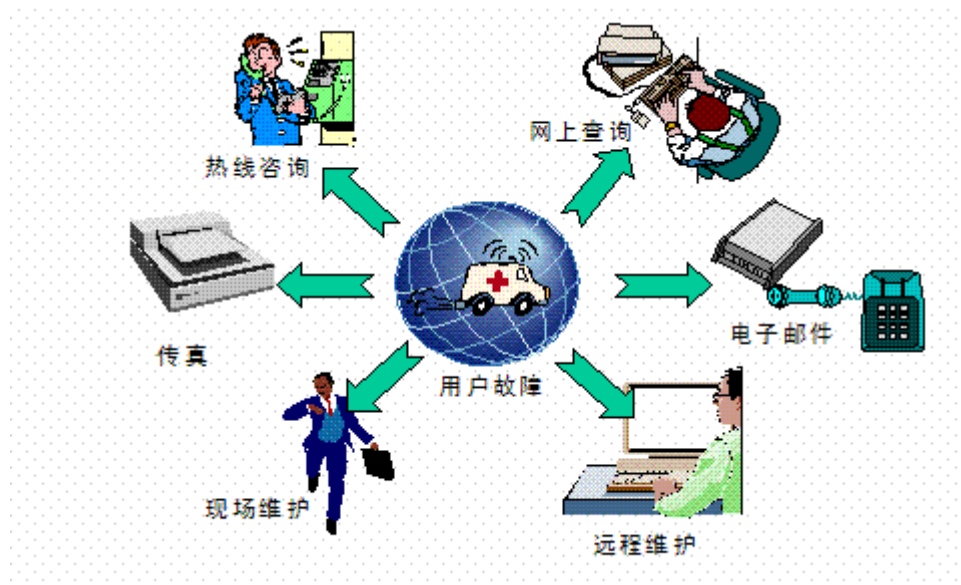 网上查询
热线咨询
电子邮件
传真
用户故障
现场维护
远程维护